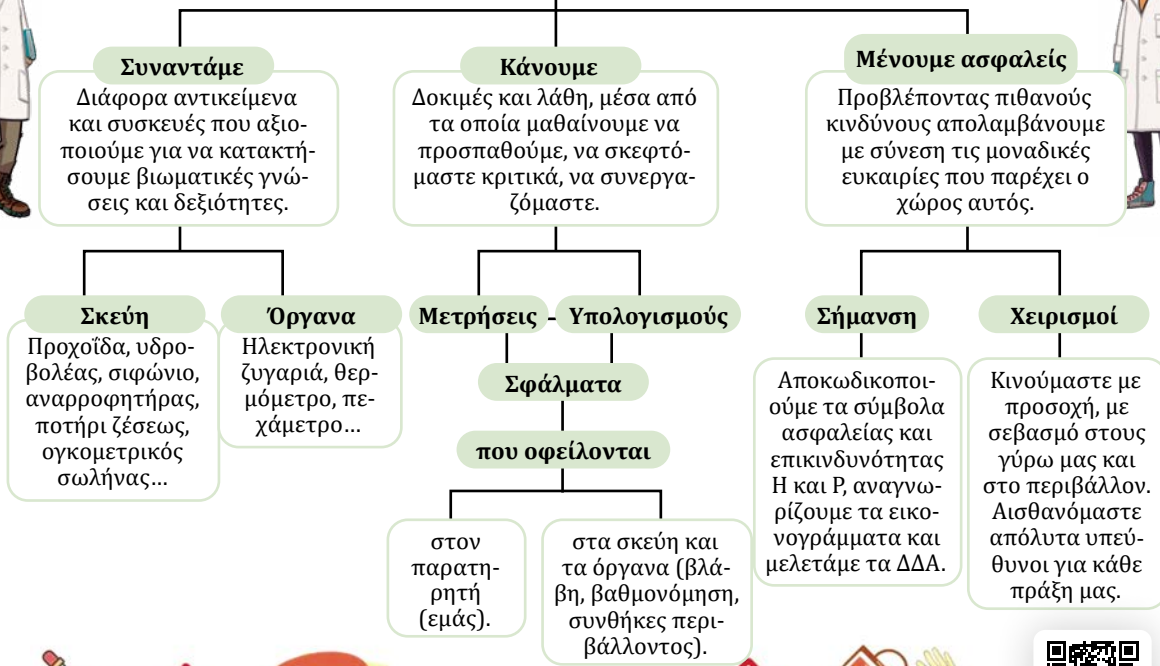 Συναντάμε
Διάφορα αντικείμενα
και συσκευές που αξιο-
ποιούμε για να κατακτή-
σουμε βιωματικές γνώ-
σεις και δεξιότητες.
Κάνουμε
Δοκιμές και λάθη, μέσα από
τα οποία μαθαίνουμε να
προσπαθούμε, να σκεφτό-
μαστε κριτικά, να συνεργα-
ζόμαστε.
Μένουμε ασφαλείς
Προβλέποντας πιθανούς
κινδύνους απολαμβάνουμε
με σύνεση τις μοναδικές
ευκαιρίες που παρέχει ο
χώρος αυτός.
Σκεύη
Προχοΐδα, υδρο-
βολέας, σιφώνιο,
αναρροφητήρας,
ποτήρι ζέσεως,
ογκομετρικός
σωλήνας...
Όργανα
Ηλεκτρονική
ζυγαριά, θερ-
μόμετρο, πε-
χάμετρο...
Μετρήσεις
Υπολογισμούς
Σφάλματα
που οφείλονται
στον
παρατη-
ρητή
(εμάς).
στα σκεύη και
τα όργανα (βλά-
βη, βαθμονόμηση,
συνθήκες περι-
βάλλοντος).
Σήμανση
Αποκωδικοποι-
ούμε τα σύμβολα
ασφαλείας και
επικινδυνότητας
H και P, αναγνω-
ρίζουμε τα εικο-
νογράμματα και
μελετάμε τα ΔΔΑ.
Χειρισμοί
Κινούμαστε με
προσοχή, με
σεβασμό στους
γύρω μας και
στο περιβάλλον.
Αισθανόμαστε
απόλυτα υπεύ-
θυνοι για κάθε
πράξη μας.